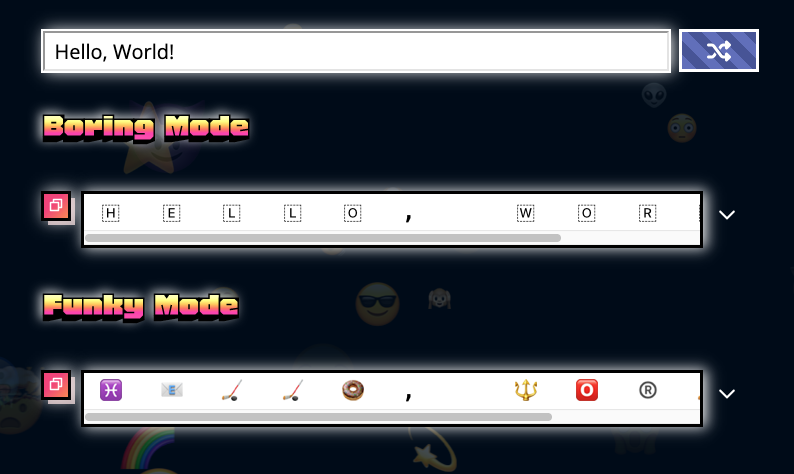 Hello, World!
Boring Mode
🇭 🇪 🇱 🇱 🇴 , 🇼 🇴 🇷
Funky Mode
♓ 📧 🏒 🏒 🍩 , 🔱 🅾️ ®️